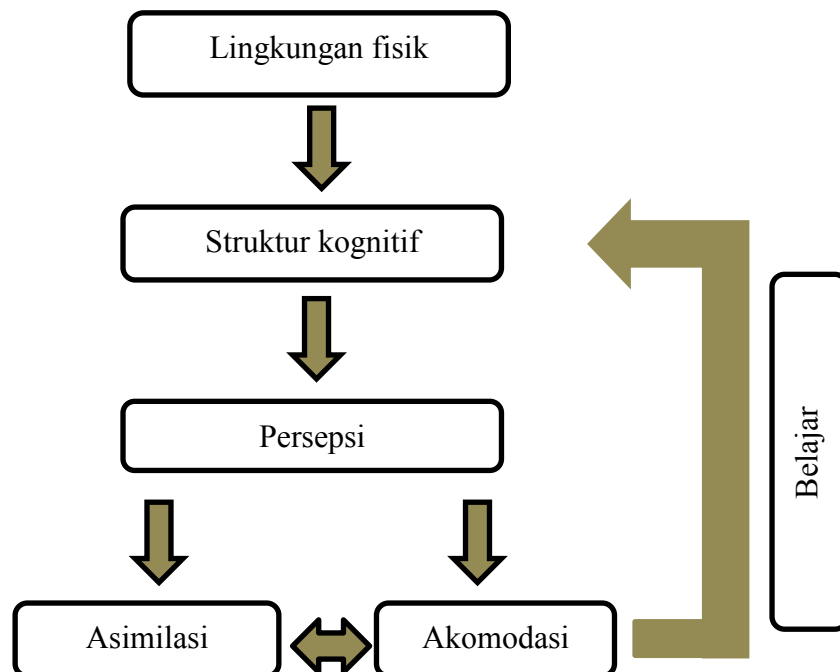 Lingkungan fisik
Struktur kognitif
Persepsi
Asimilasi
Akomodasi
Belajar